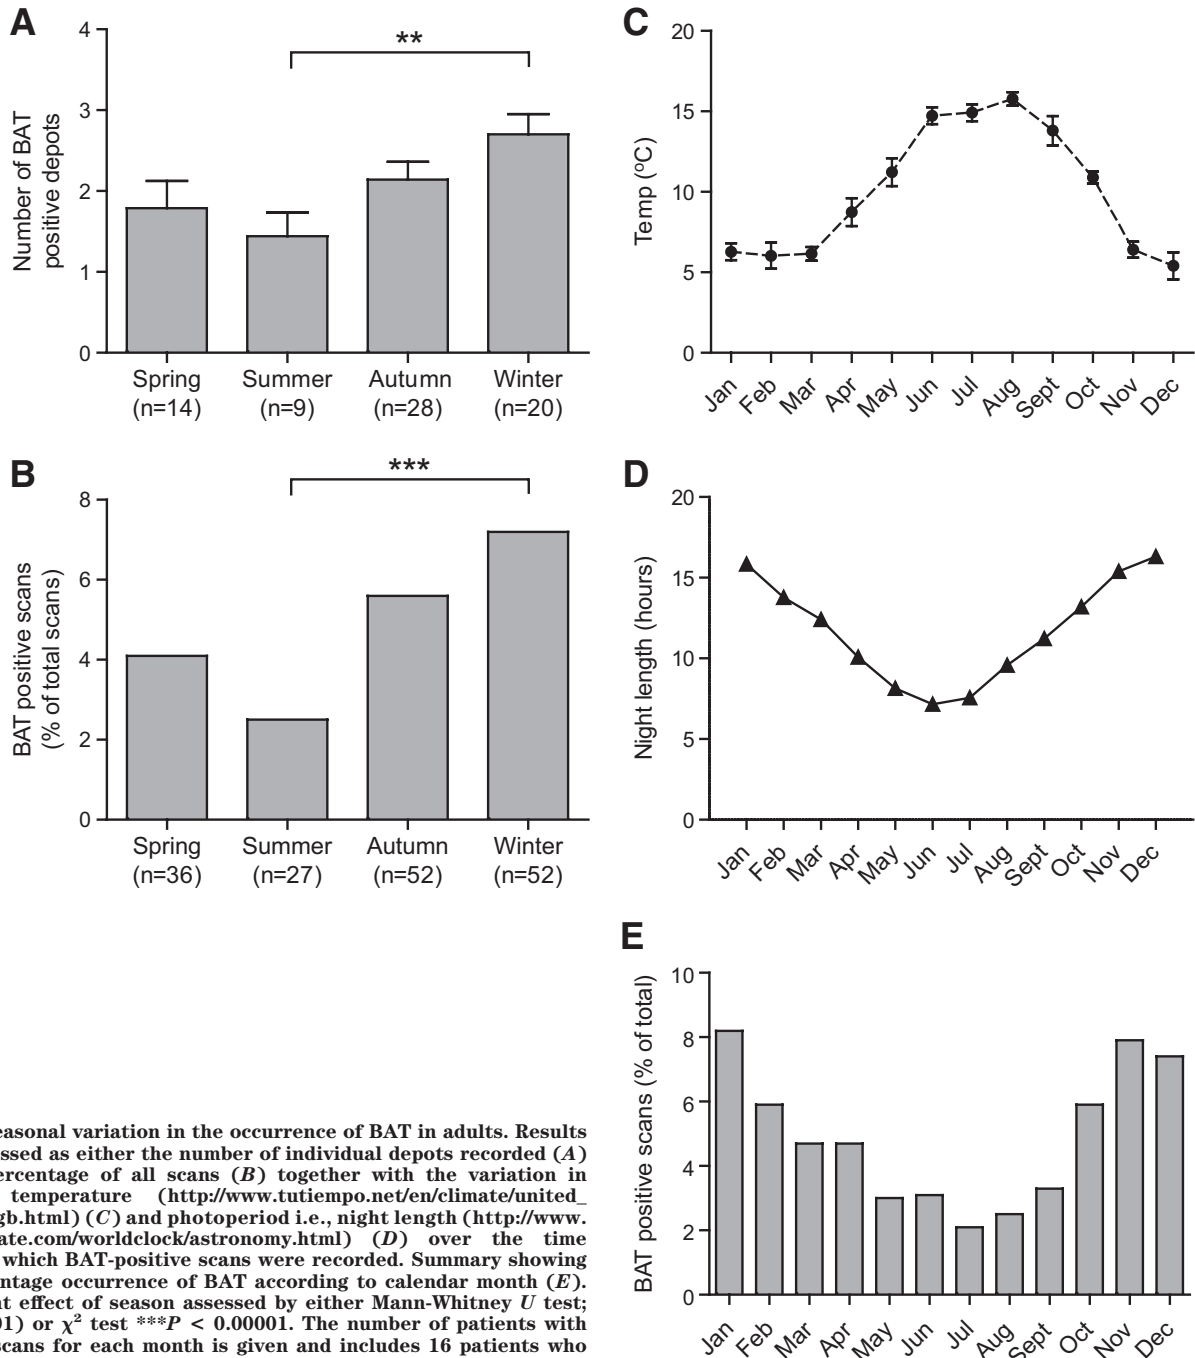 A
4
3
2
1
0
Number of BAT
positive depots
**
Spring
(n=14)
Summer
(n=9)
Autumn
(n=28)
Winter
(n=20)
B
8
6
4
2
0
BAT positive scans
(% of total scans)
***
Spring
(n=36)
Summer
(n=27)
Autumn
(n=52)
Winter
(n=52)
C
20
15
10
5
0
Temp (°C)
Jan
Feb
Mar
Apr
May
Jun
Jul
Aug
Sept
Oct
Nov
Dec
D
20
15
10
5
0
Night length (hours)
Jan
Feb
Mar
Apr
May
Jun
Jul
Aug
Sept
Oct
Nov
Dec
E
10
8
6
4
2
0
BAT positive scans (% of total)
Jan
Feb
Mar
Apr
May
Jun
Jul
Aug
Sept
Oct
Nov
Dec
easonal variation in the occurrence of BAT in adults. Results
ssed as either the number of individual depots recorded (A)
ercentage of all scans (B) together with the variation in
temperature (http://www.tutiempo.net/en/climate/united_
gb.html) (C) and photoperiod i.e., night length (http://www.
ate.com/worldclock/astronomy.html) (D) over the time
which BAT-positive scans were recorded. Summary showing
ntage occurrence of BAT according to calendar month (E).
nt effect of season assessed by either Mann-Whitney U test;
01) or χ² test ***P < 0.00001. The number of patients with
scans for each month is given and includes 16 patients who